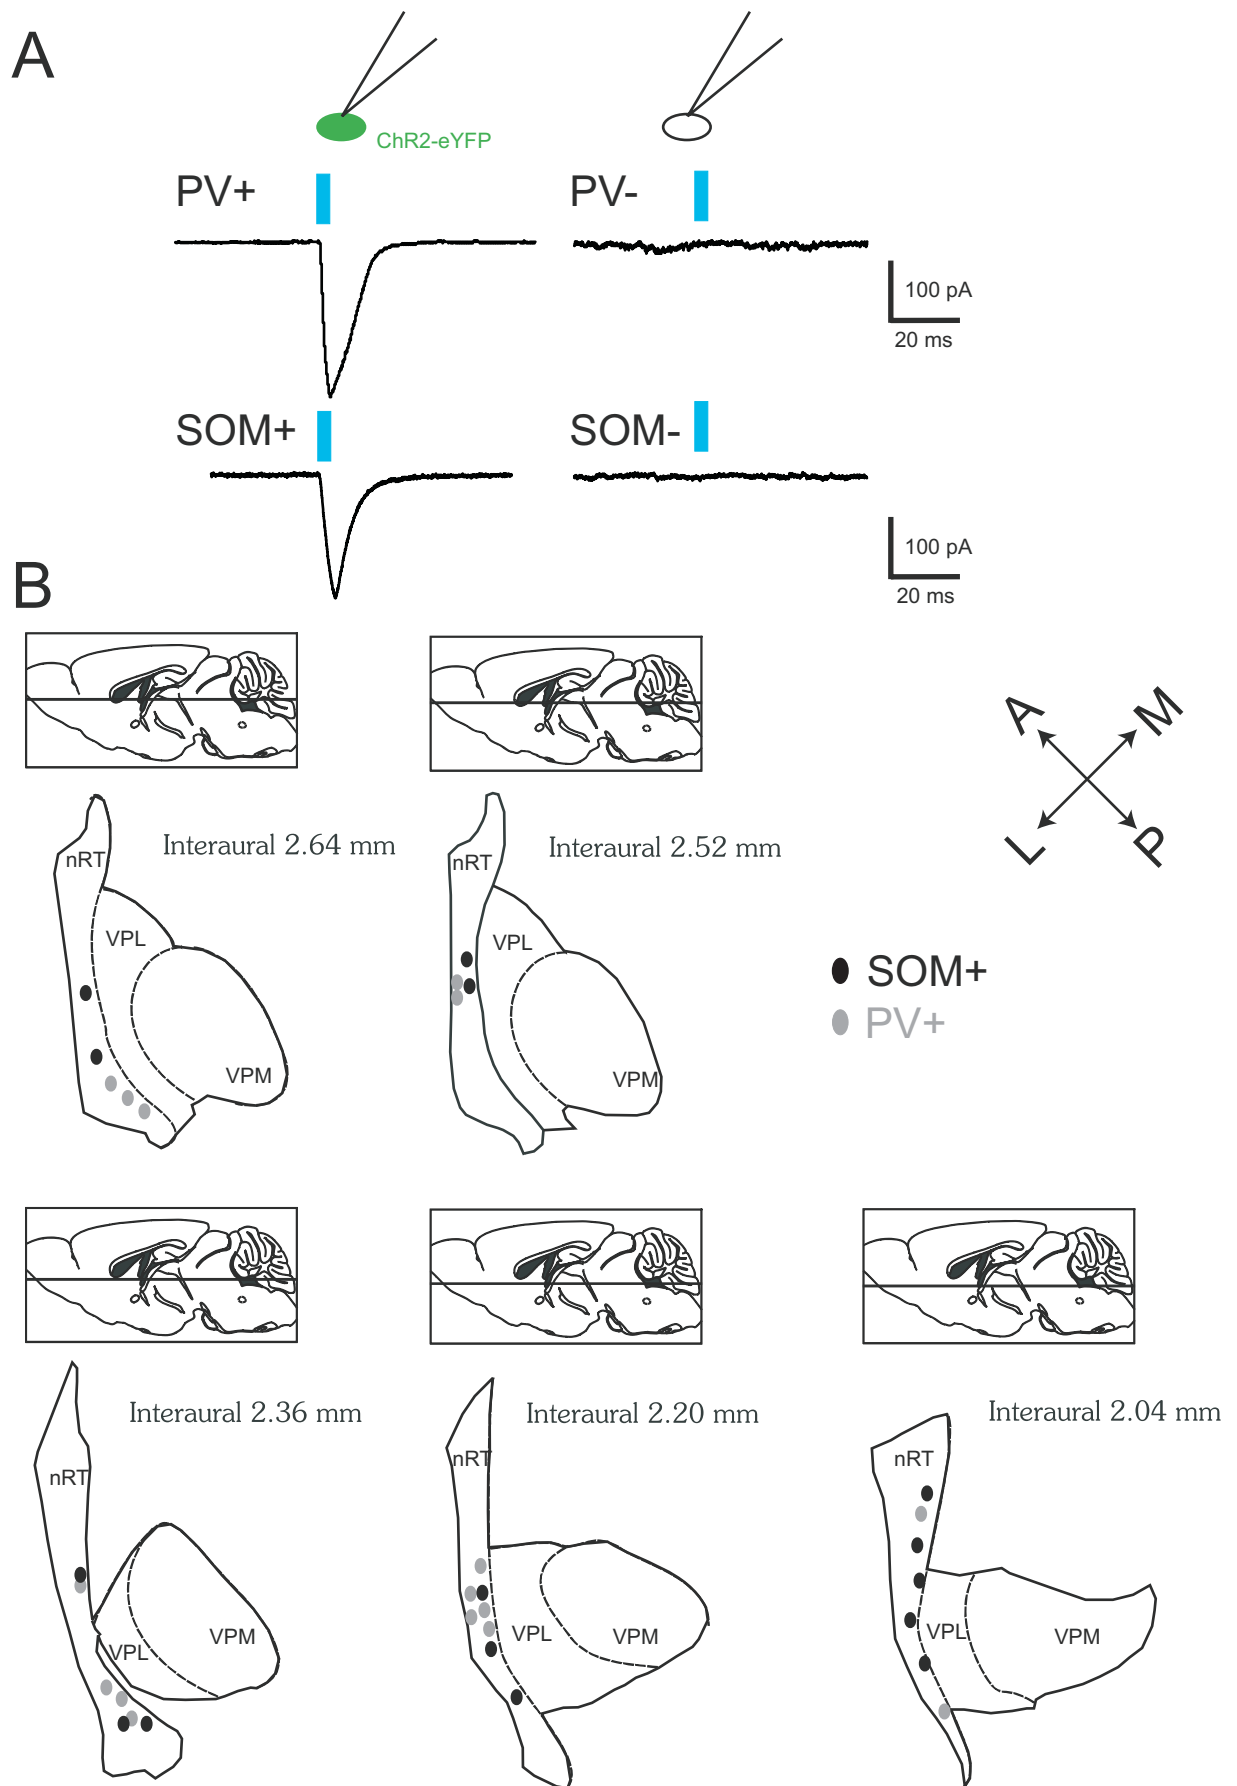 A
ChR2-eYFP
PV+
PV-
100 pA
20 ms
SOM+
SOM-
100 pA
20 ms
B
A
M
L
P
Interaural 2.64 mm
nRT
VPL
VPM
Interaural 2.52 mm
nRT
VPL
VPM
SOM+
PV+
Interaural 2.36 mm
nRT
VPL
VPM
Interaural 2.20 mm
nRT
VPL
VPM
Interaural 2.04 mm
nRT
VPL
VPM